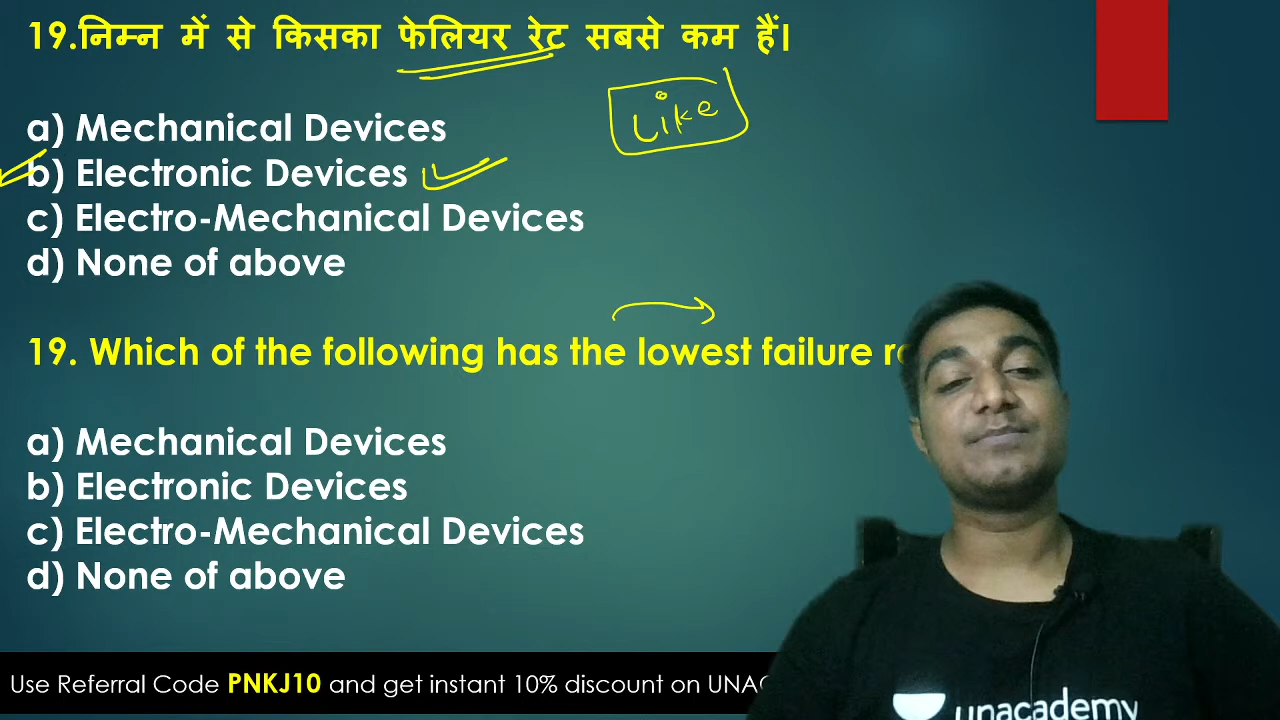 19.निम्न में से किसका फेलियर रेट सबसे कम हैं।
a) Mechanical Devices
Like
b) Electronic Devices
c) Electro-Mechanical Devices
d) None of above
19. Which of the following has the lowest failure
a) Mechanical Devices
b) Electronic Devices
c) Electro-Mechanical Devices
d) None of above
Use Referral Code PNKJ10 and get instant 10% discount on
unacademy